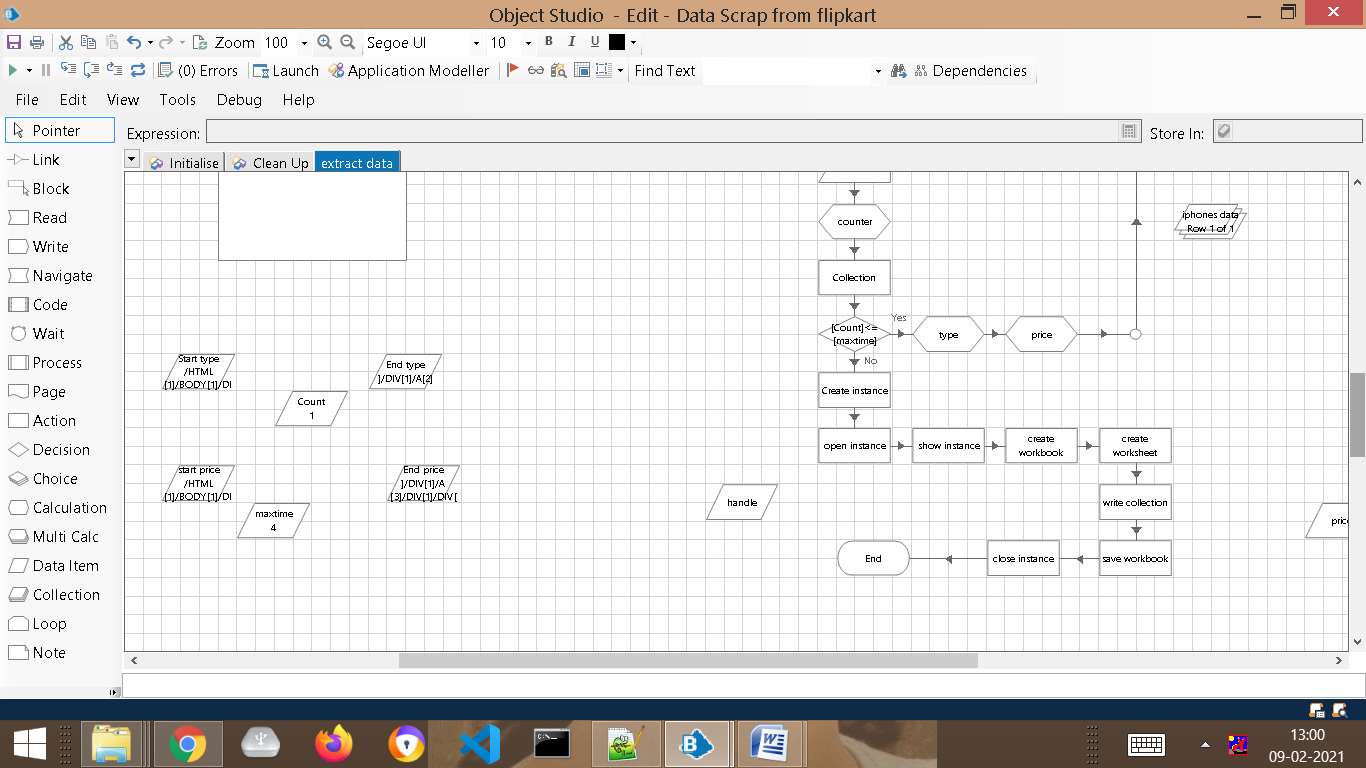 Object Studio - Edit - Data Scrap from flipkart
Zoom 100 Segoe UI 10 B I U
(0) Errors Launch Application Modeller Find Text Dependencies
File Edit View Tools Debug Help
Pointer
Link
Block
Read
Write
Navigate
Code
Wait
Process
Page
Action
Decision
Choice
Calculation
Multi Calc
Data Item
Collection
Loop
Note
Expression:
Store In:
Initialise Clean Up extract data
counter
iphones data
Row 1 of 1
Collection
Yes
[Count]<=
[maxtime]
type
price
No
Start type
/HTML
[1]/BODY[1]/DI
End type
]/DIV[1]/A[2]
Count
1
Create instance
open instance
show instance
create
workbook
create
worksheet
start price
/HTML
[1]/BODY[1]/DI
End price
]/DIV[1]/A
[3]/DIV[1]/DIV[
maxtime
4
handle
write collection
pric
End
close instance
save workbook
13:00
09-02-2021